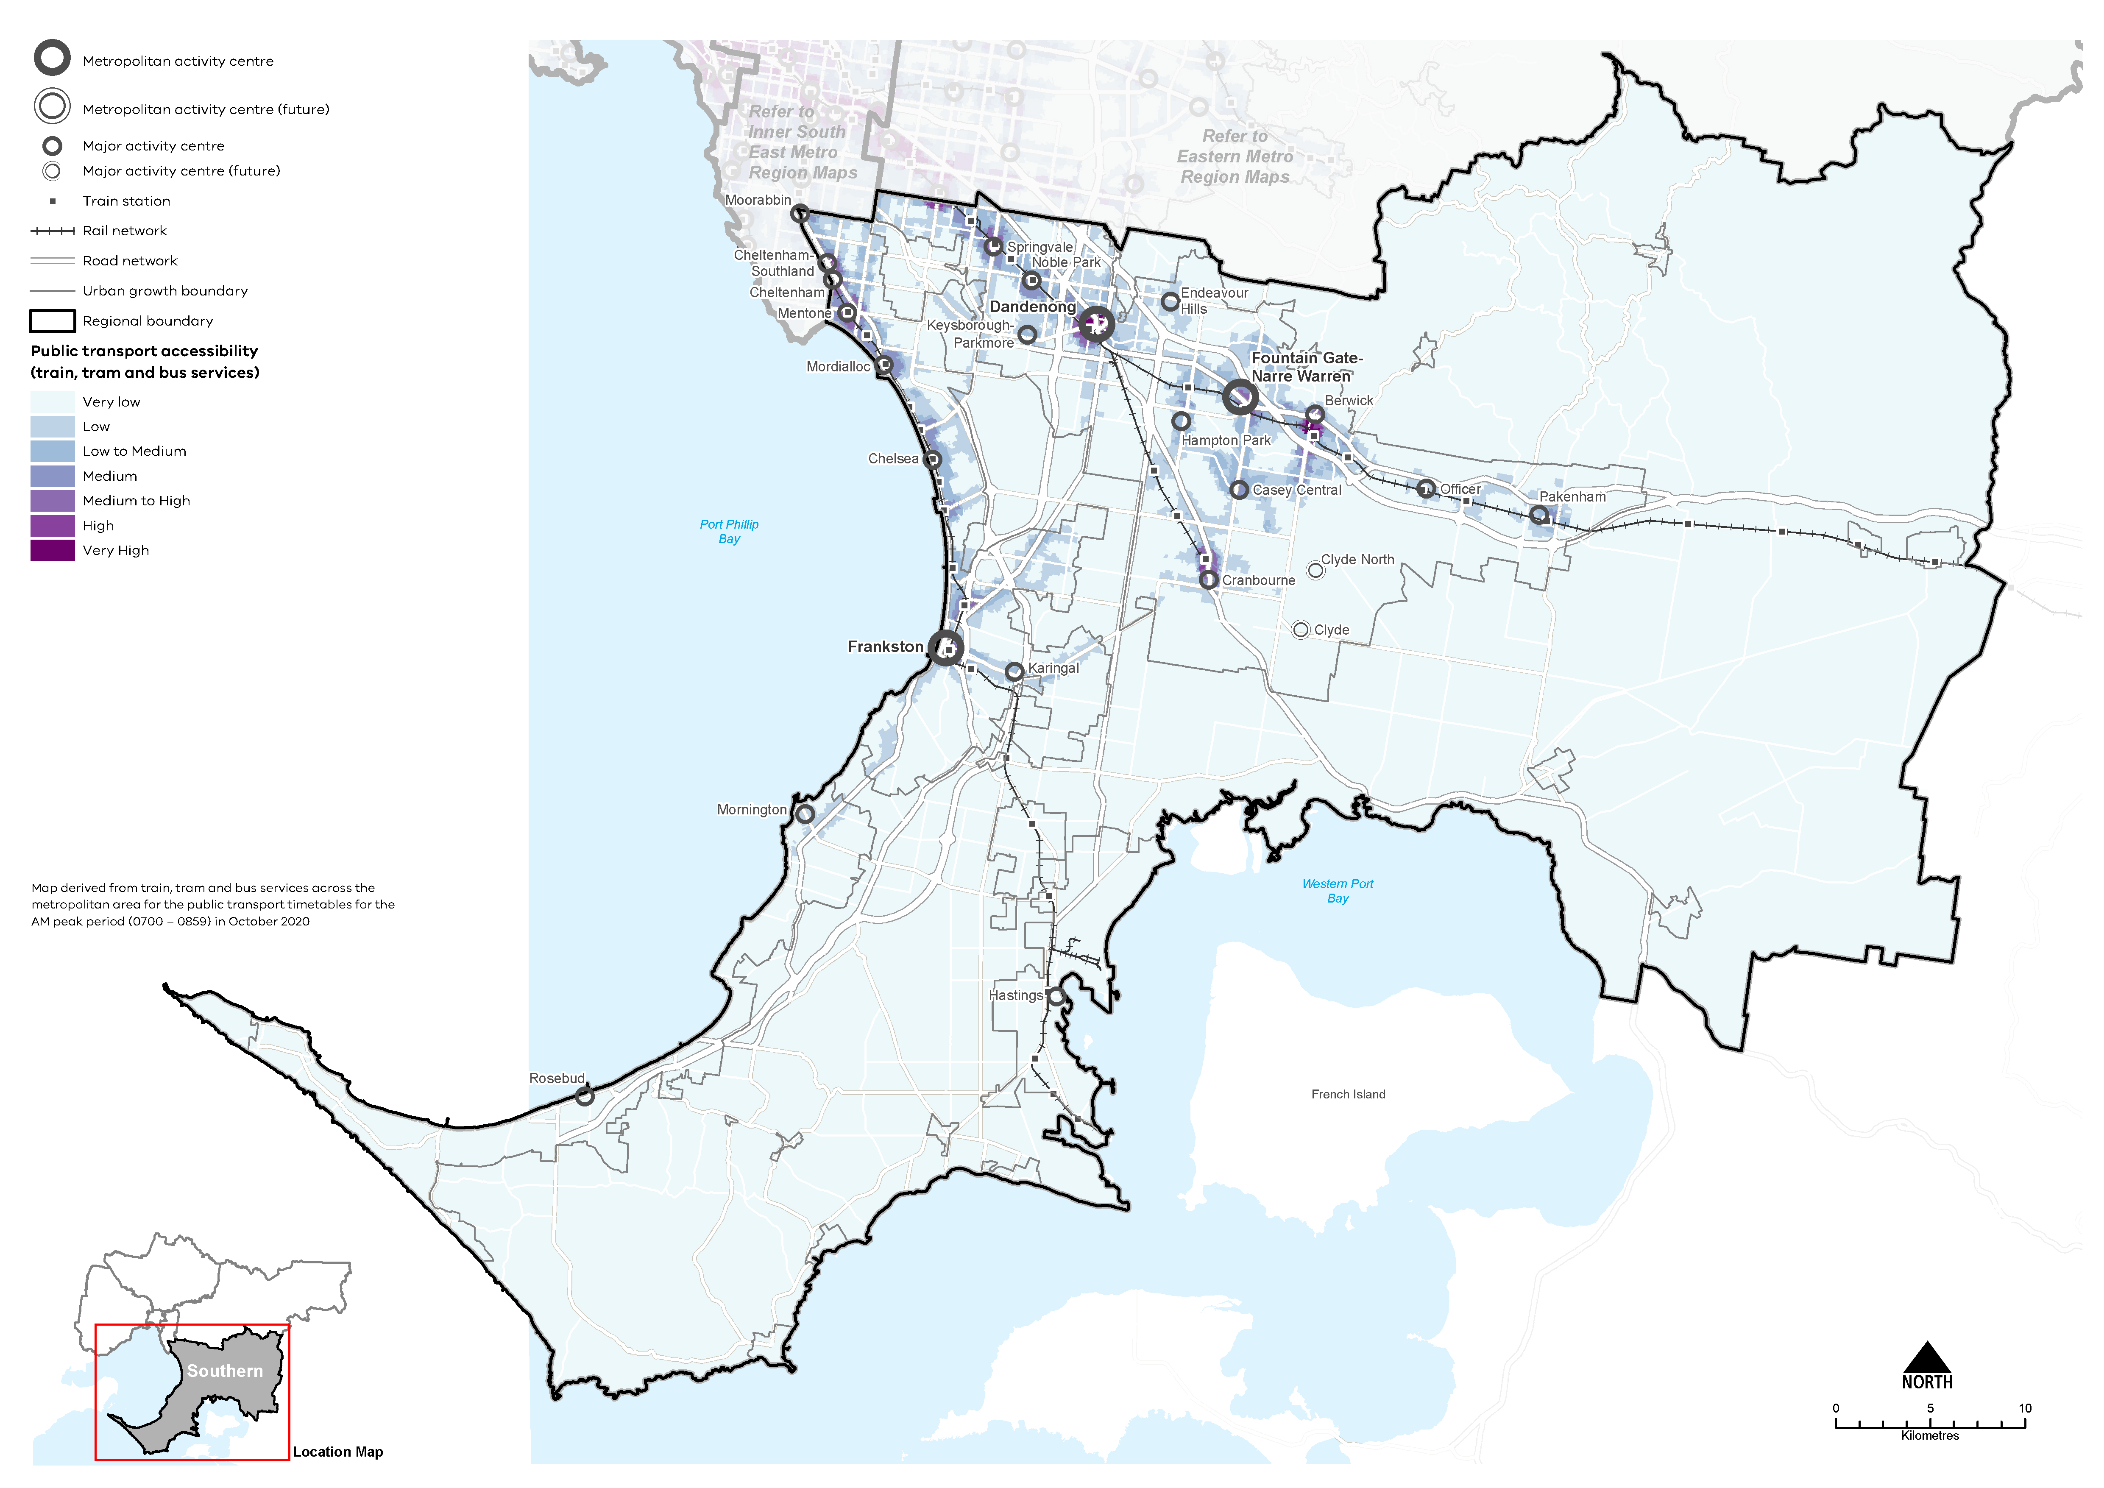 Metropolitan activity centre
Metropolitan activity centre (future)
Major activity centre
Major activity centre (future)
Train station
Rail network
Road network
Urban growth boundary
Regional boundary
Public transport accessibility
(train, tram and bus services)
Very low
Low
Low to Medium
Medium
Medium to High
High
Very High
Map derived from train, tram and bus services across the
metropolitan area for the public transport timetables for the
AM peak period (0700 – 0859) in October 2020
Refer to
Inner South
East Metro
Region Maps
Refer to
Eastern Metro
Region Maps
Moorabbin
Cheltenham-
Southland
Cheltenham
Mentone
Mordialloc
Springvale
Noble Park
Dandenong
Keysborough-
Parkmore
Endeavour
Hills
Fountain Gate-
Narre Warren
Berwick
Hampton Park
Chelsea
Casey Central
Officer
Pakenham
Port Phillip
Bay
Clyde North
Cranbourne
Clyde
Frankston
Karingal
Mornington
Western Port
Bay
Hastings
Rosebud
French Island
Southern
Location Map
NORTH
0 5 10
Kilometres